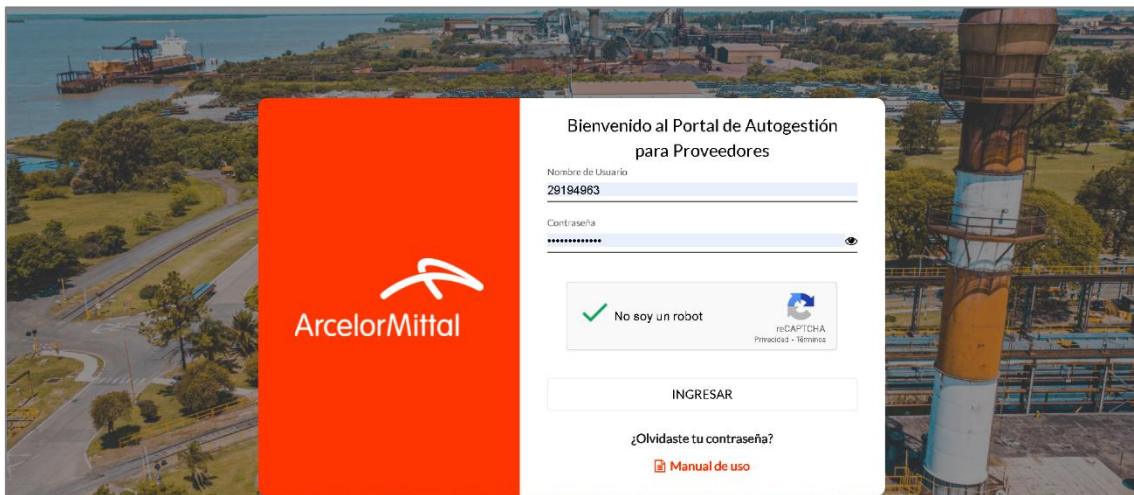 Bienvenido al Portal de Autogestión
para Proveedores
Nombre de Usuario
29194963
Contraseña
•••••••••••••
No soy un robot
reCAPTCHA
Privacidad - Términos
ArcelorMittal
INGRESAR
¿Olvidaste tu contraseña?
Manual de uso